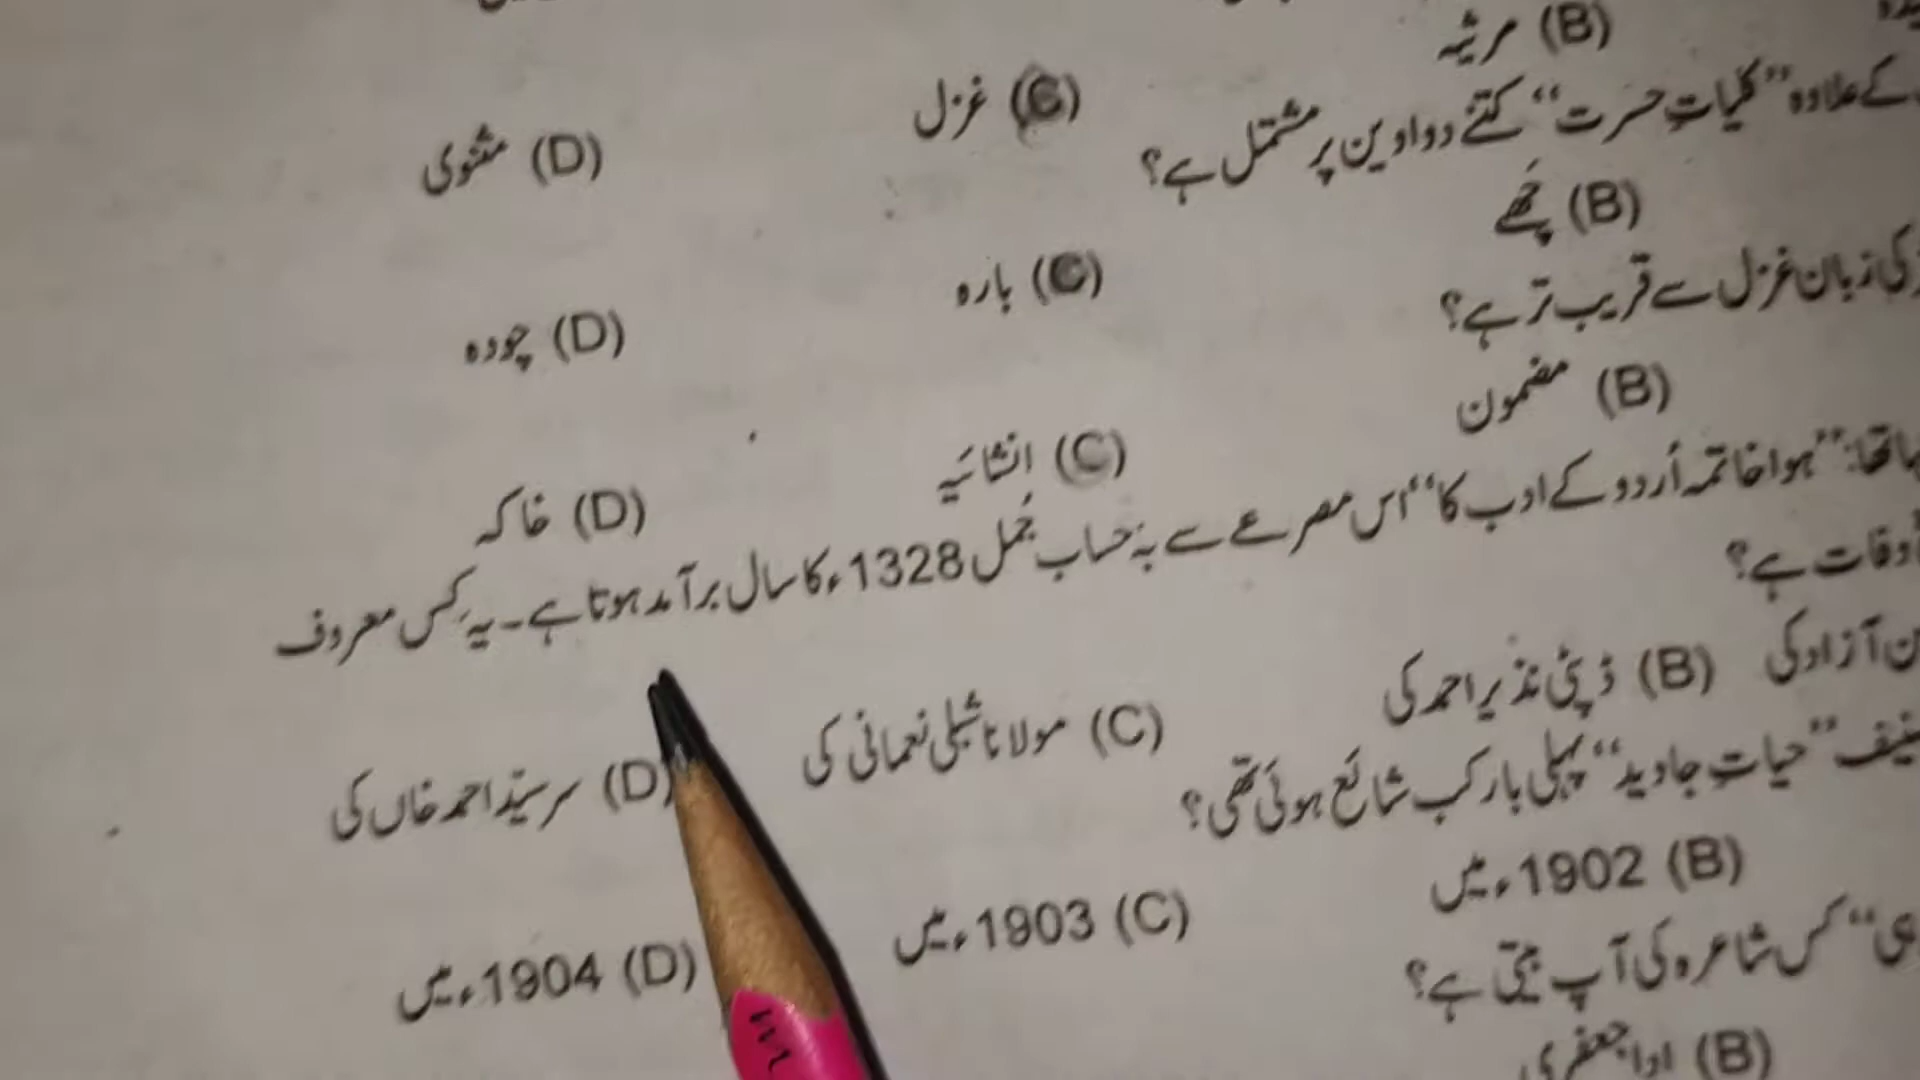 (B) مرثیہ (C) غزل (D) مثنوی
کے علاوہ ”کلیاتِ حسرت“ کتنے دواوین پر مشتمل ہے؟
(B) چھے (C) بارہ (D) چودہ
کی زبان غزل سے قریب تر ہے؟
(B) مضمون (C) انشائیہ (D) خاکہ
تھا: ”ہوا خاتمہ اُردو کے ادب کا“ اس مصرعے سے بہ حساب جُمل 1328ء کا سال برآمد ہوتا ہے۔ یہ کِس معروف
وفات ہے؟
آزاد کی (B) ڈپٹی نذیر احمد کی (C) مولانا شبلی نعمانی کی (D) سر سیّد احمد خاں کی
”حیاتِ جاوید“ پہلی بار کب شائع ہوئی تھی؟
(B) 1902ء میں (C) 1903ء میں (D) 1904ء میں
“ کس شاعرہ کی آپ بیتی ہے؟
(B) ادا جعفری